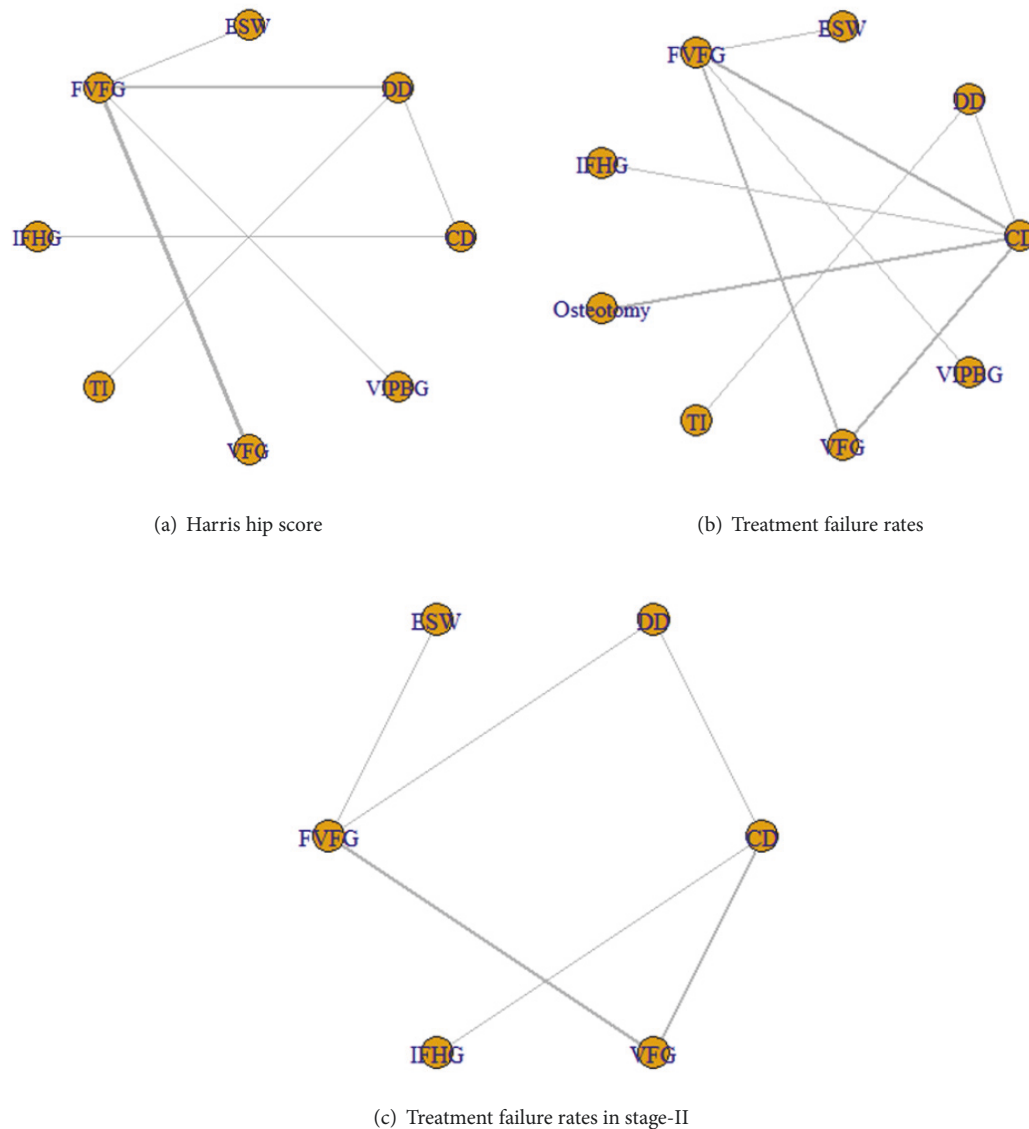 ESW
FVFG
DD
IFHG
CD
TI
VIPBG
VFG
(a) Harris hip score
ESW
FVFG
DD
IFHG
CD
Osteotomy
VIPBG
TI
VFG
(b) Treatment failure rates
ESW
DD
FVFG
CD
IFHG
VFG
(c) Treatment failure rates in stage-II